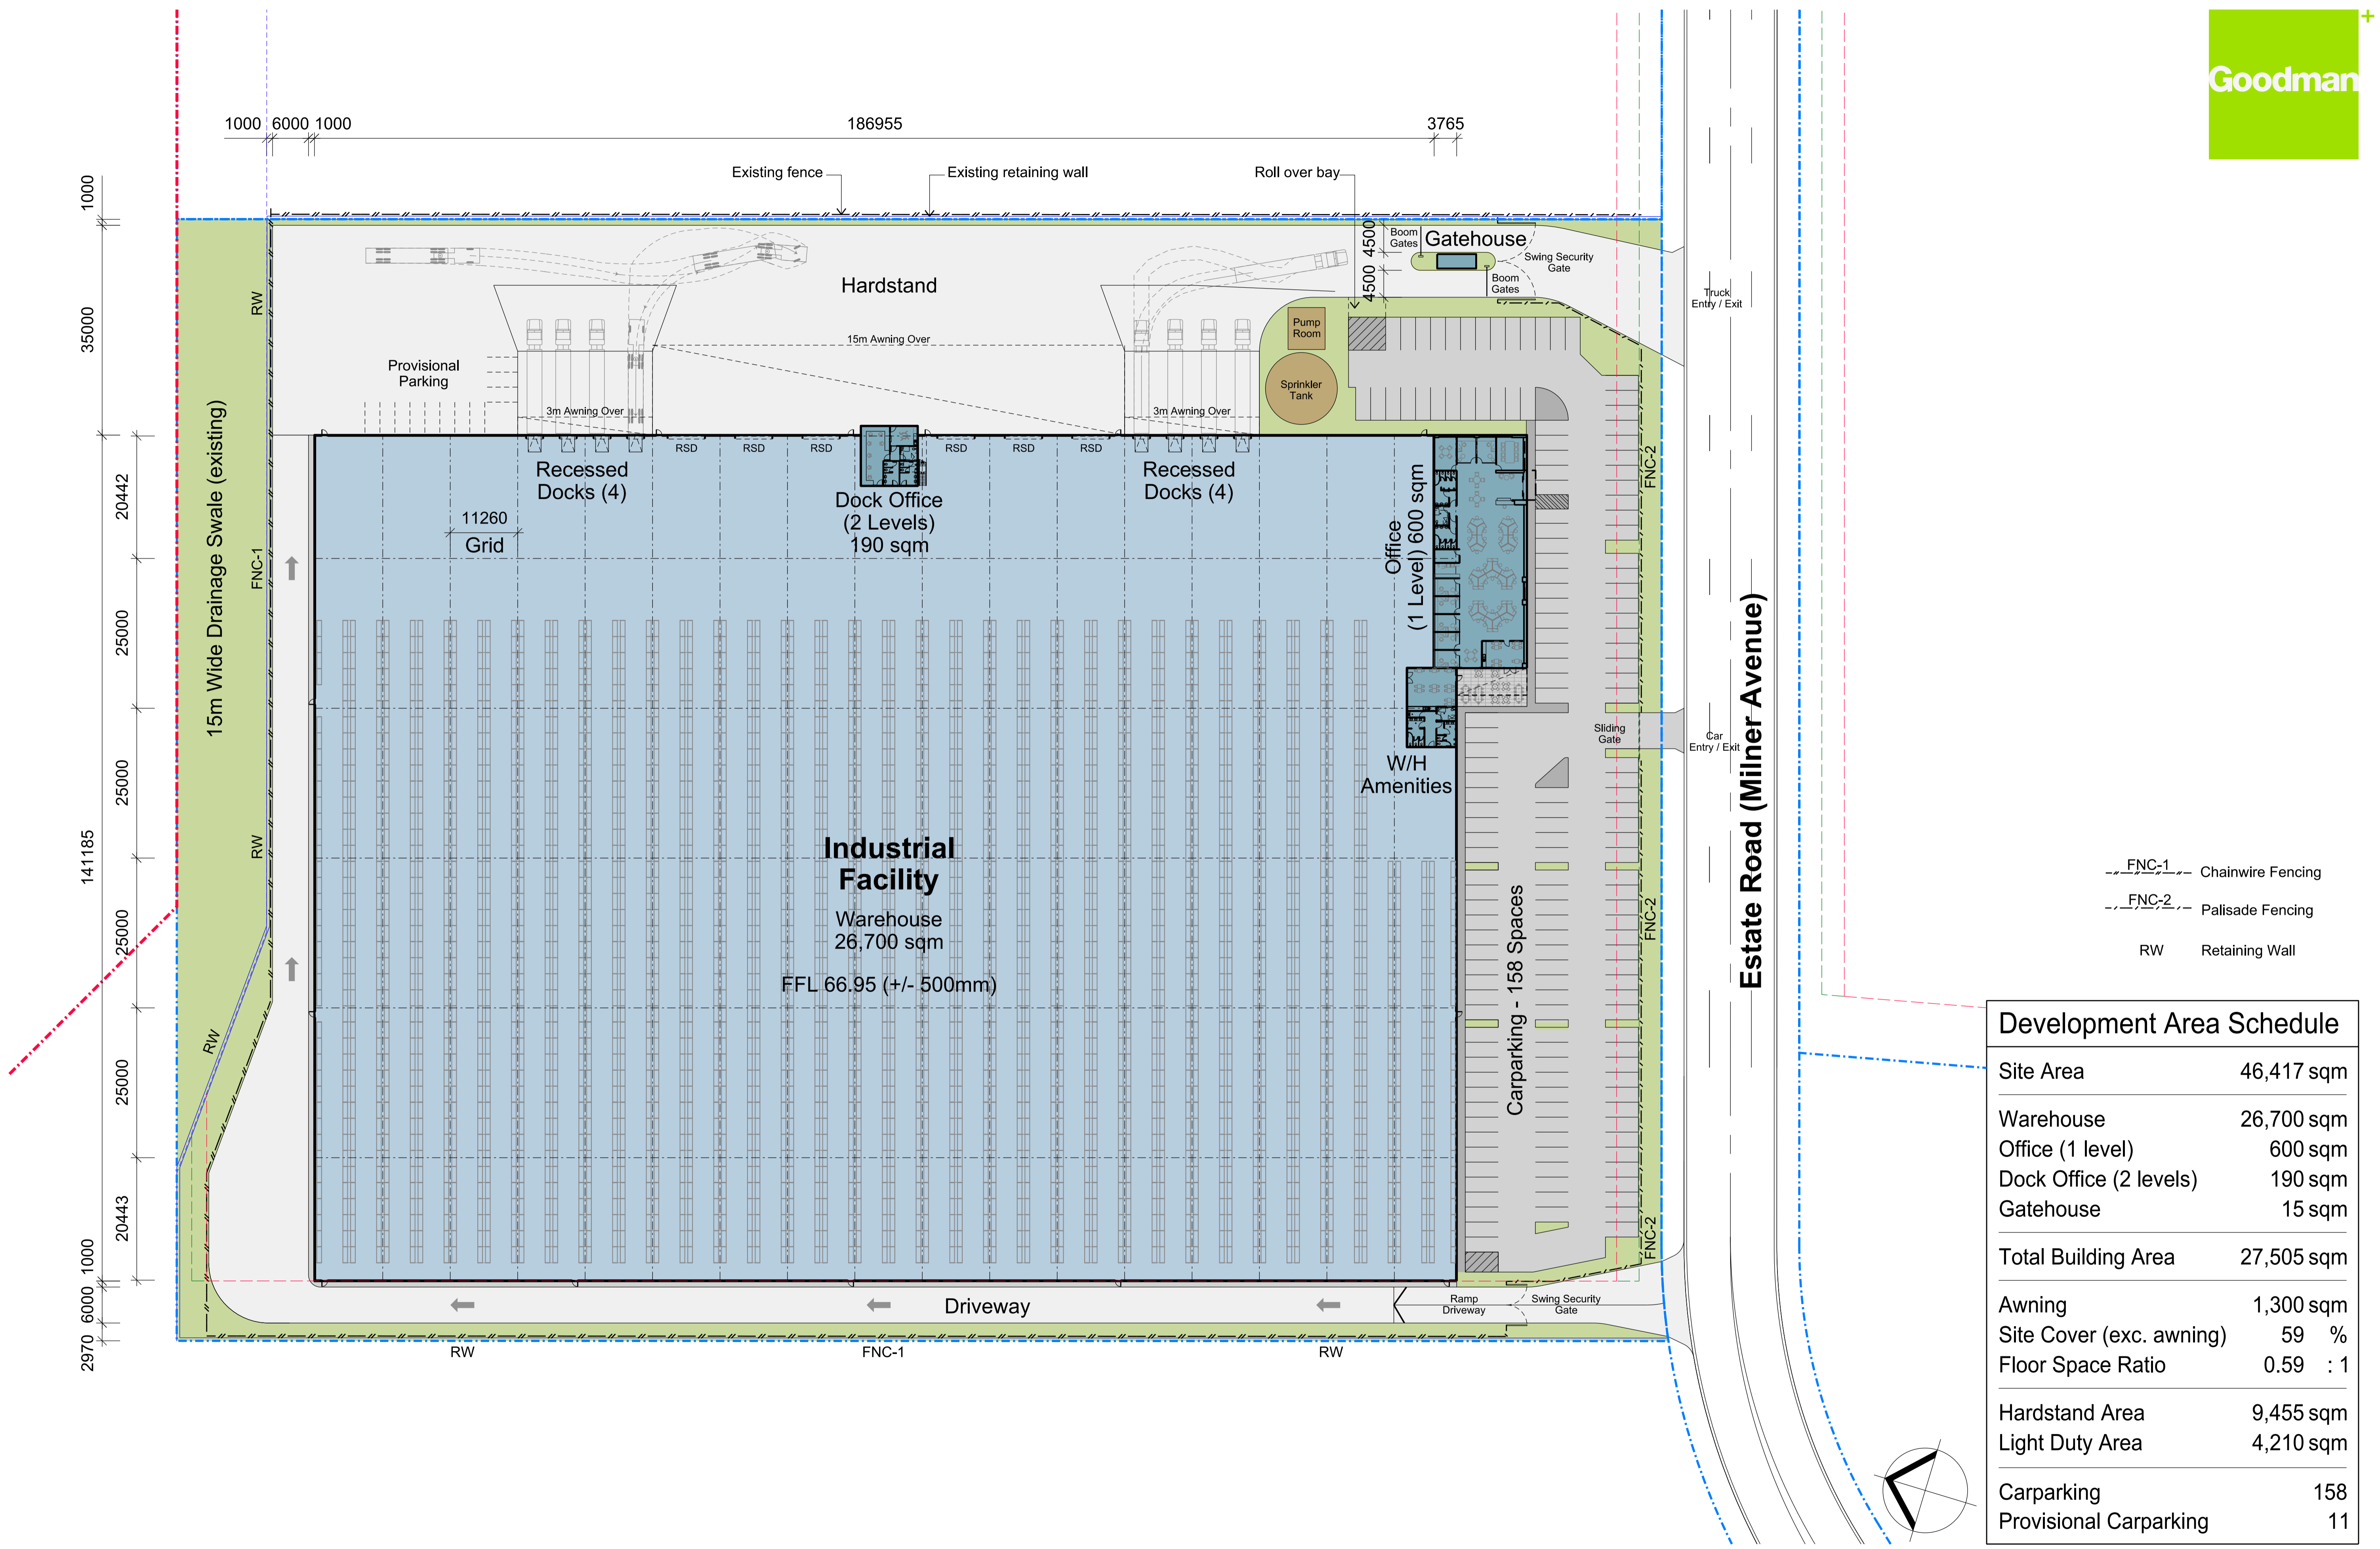 Goodman
1000 6000 1000 186955 3765
Existing fence
Existing retaining wall
Roll over bay
1000
35000
141185
1000
6000
2970
20442
25000
25000
25000
25000
20443
4500
4500
Boom
Gates
Gatehouse
Swing Security
Gate
Boom
Gates
Truck
Entry / Exit
Hardstand
Pump
Room
Sprinkler
Tank
15m Awning Over
Provisional
Parking
3m Awning Over
3m Awning Over
RSD RSD RSD RSD RSD RSD
Recessed
Docks (4)
Dock Office
(2 Levels)
190 sqm
Recessed
Docks (4)
11260
Grid
Office
(1 Level) 600 sqm
15m Wide Drainage Swale (existing)
RW
FNC-1
RW
RW
FNC-2
FNC-2
FNC-2
Sliding
Gate
Car
Entry / Exit
W/H
Amenities
Industrial
Facility
Warehouse
26,700 sqm
FFL 66.95 (+/- 500mm)
Carparking - 158 Spaces
Estate Road (Milner Avenue)
Driveway
Ramp
Driveway
Swing Security
Gate
RW FNC-1 RW
FNC-1 Chainwire Fencing
FNC-2 Palisade Fencing
RW Retaining Wall
Development Area Schedule
Site Area 46,417 sqm
Warehouse 26,700 sqm
Office (1 level) 600 sqm
Dock Office (2 levels) 190 sqm
Gatehouse 15 sqm
Total Building Area 27,505 sqm
Awning 1,300 sqm
Site Cover (exc. awning) 59 %
Floor Space Ratio 0.59 : 1
Hardstand Area 9,455 sqm
Light Duty Area 4,210 sqm
Carparking 158
Provisional Carparking 11